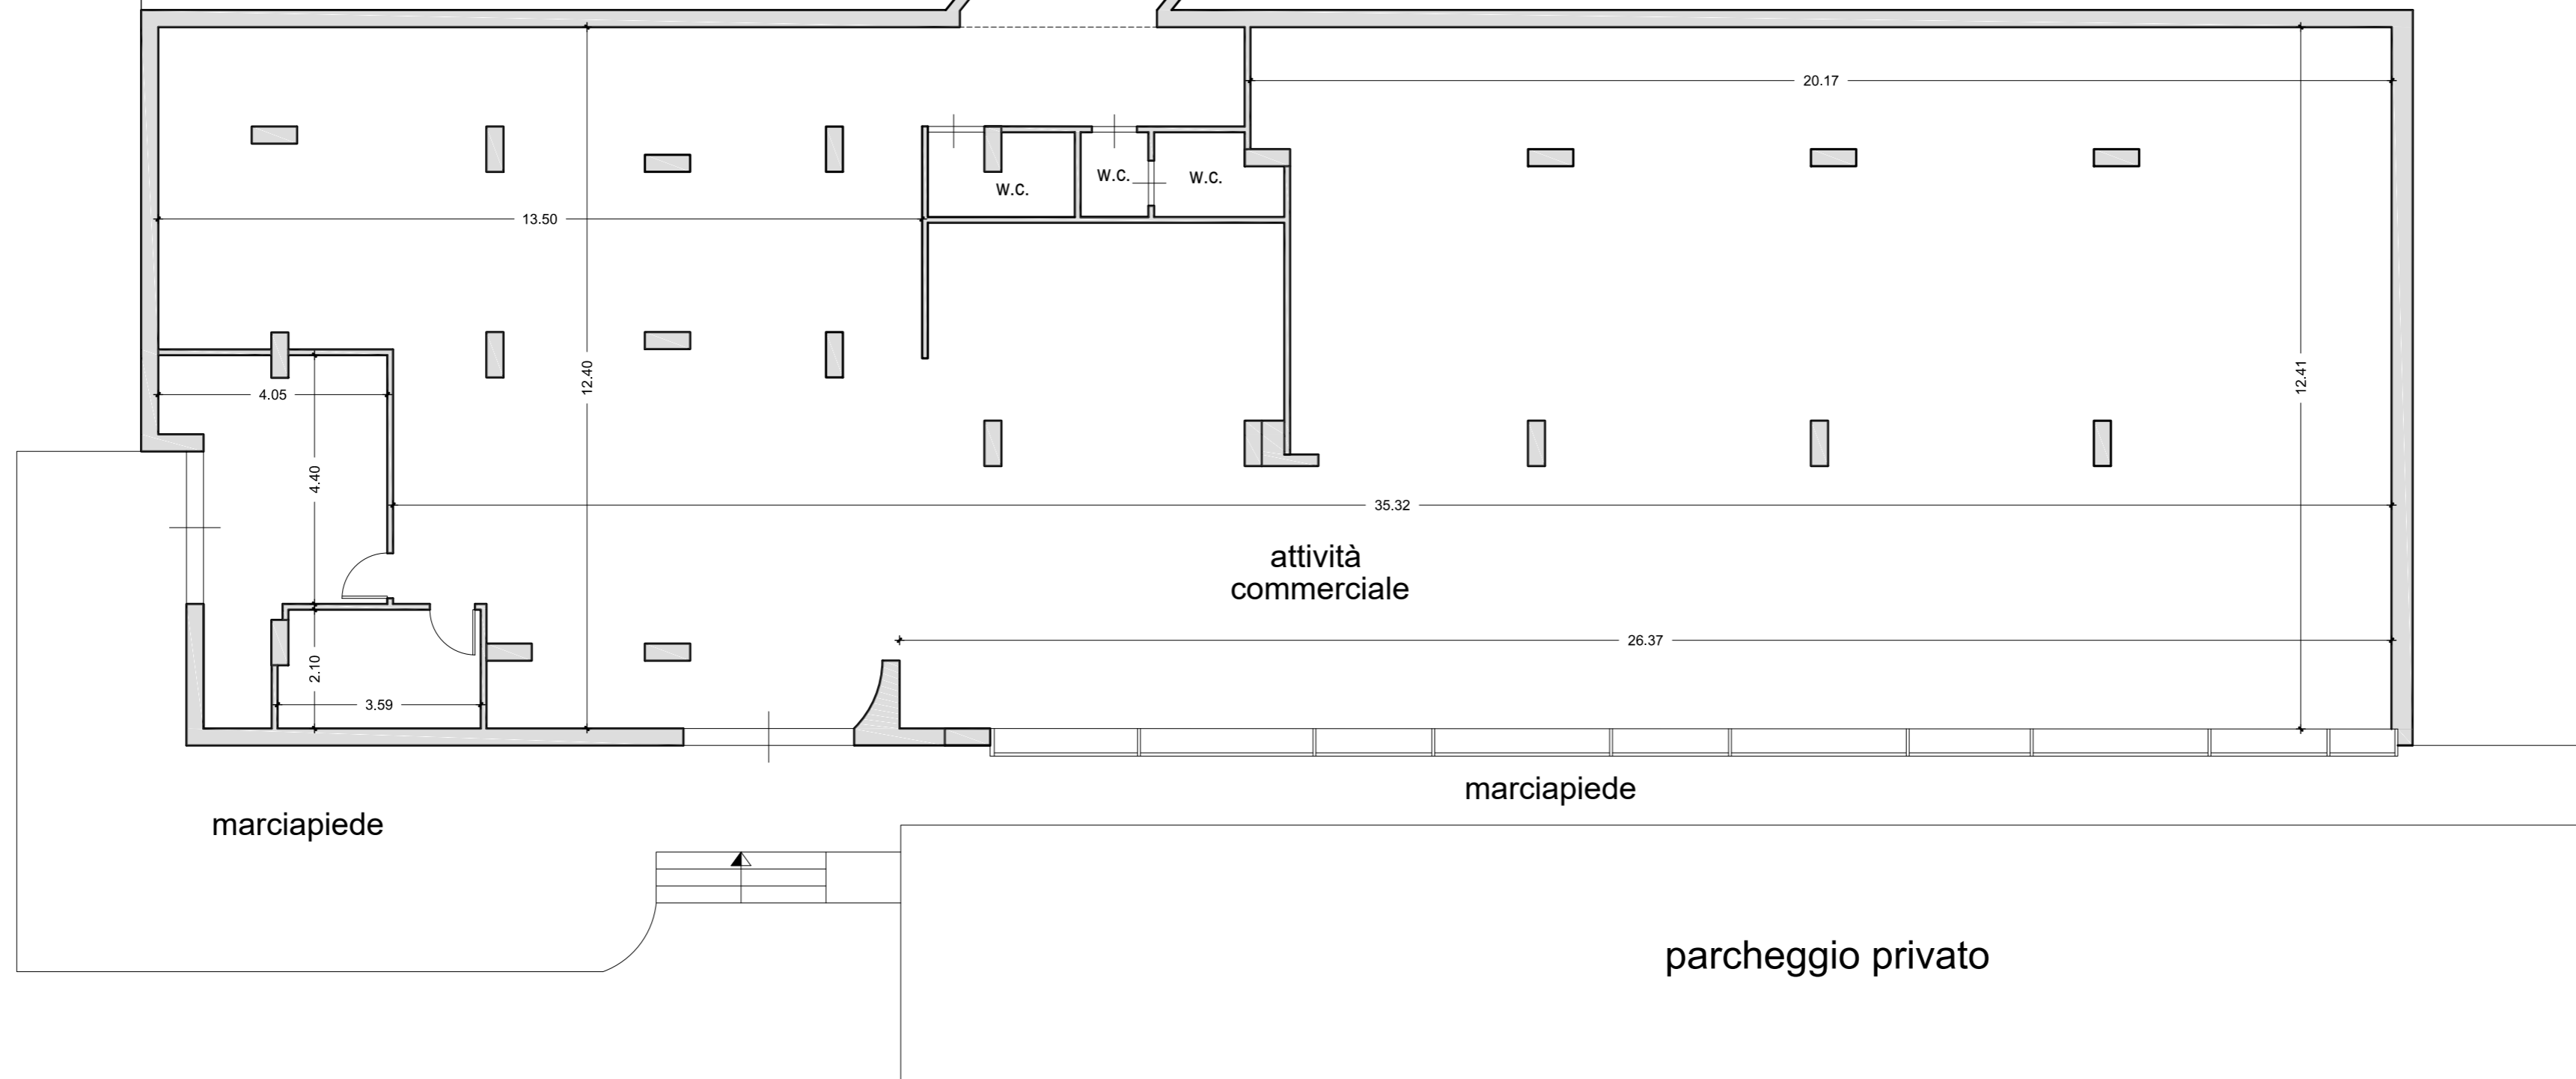 20.17
W.C.
W.C.
W.C.
13.50
12.40
12.41
4.05
4.40
35.32
attività
commerciale
26.37
2.10
3.59
marciapiede
marciapiede
parcheggio privato